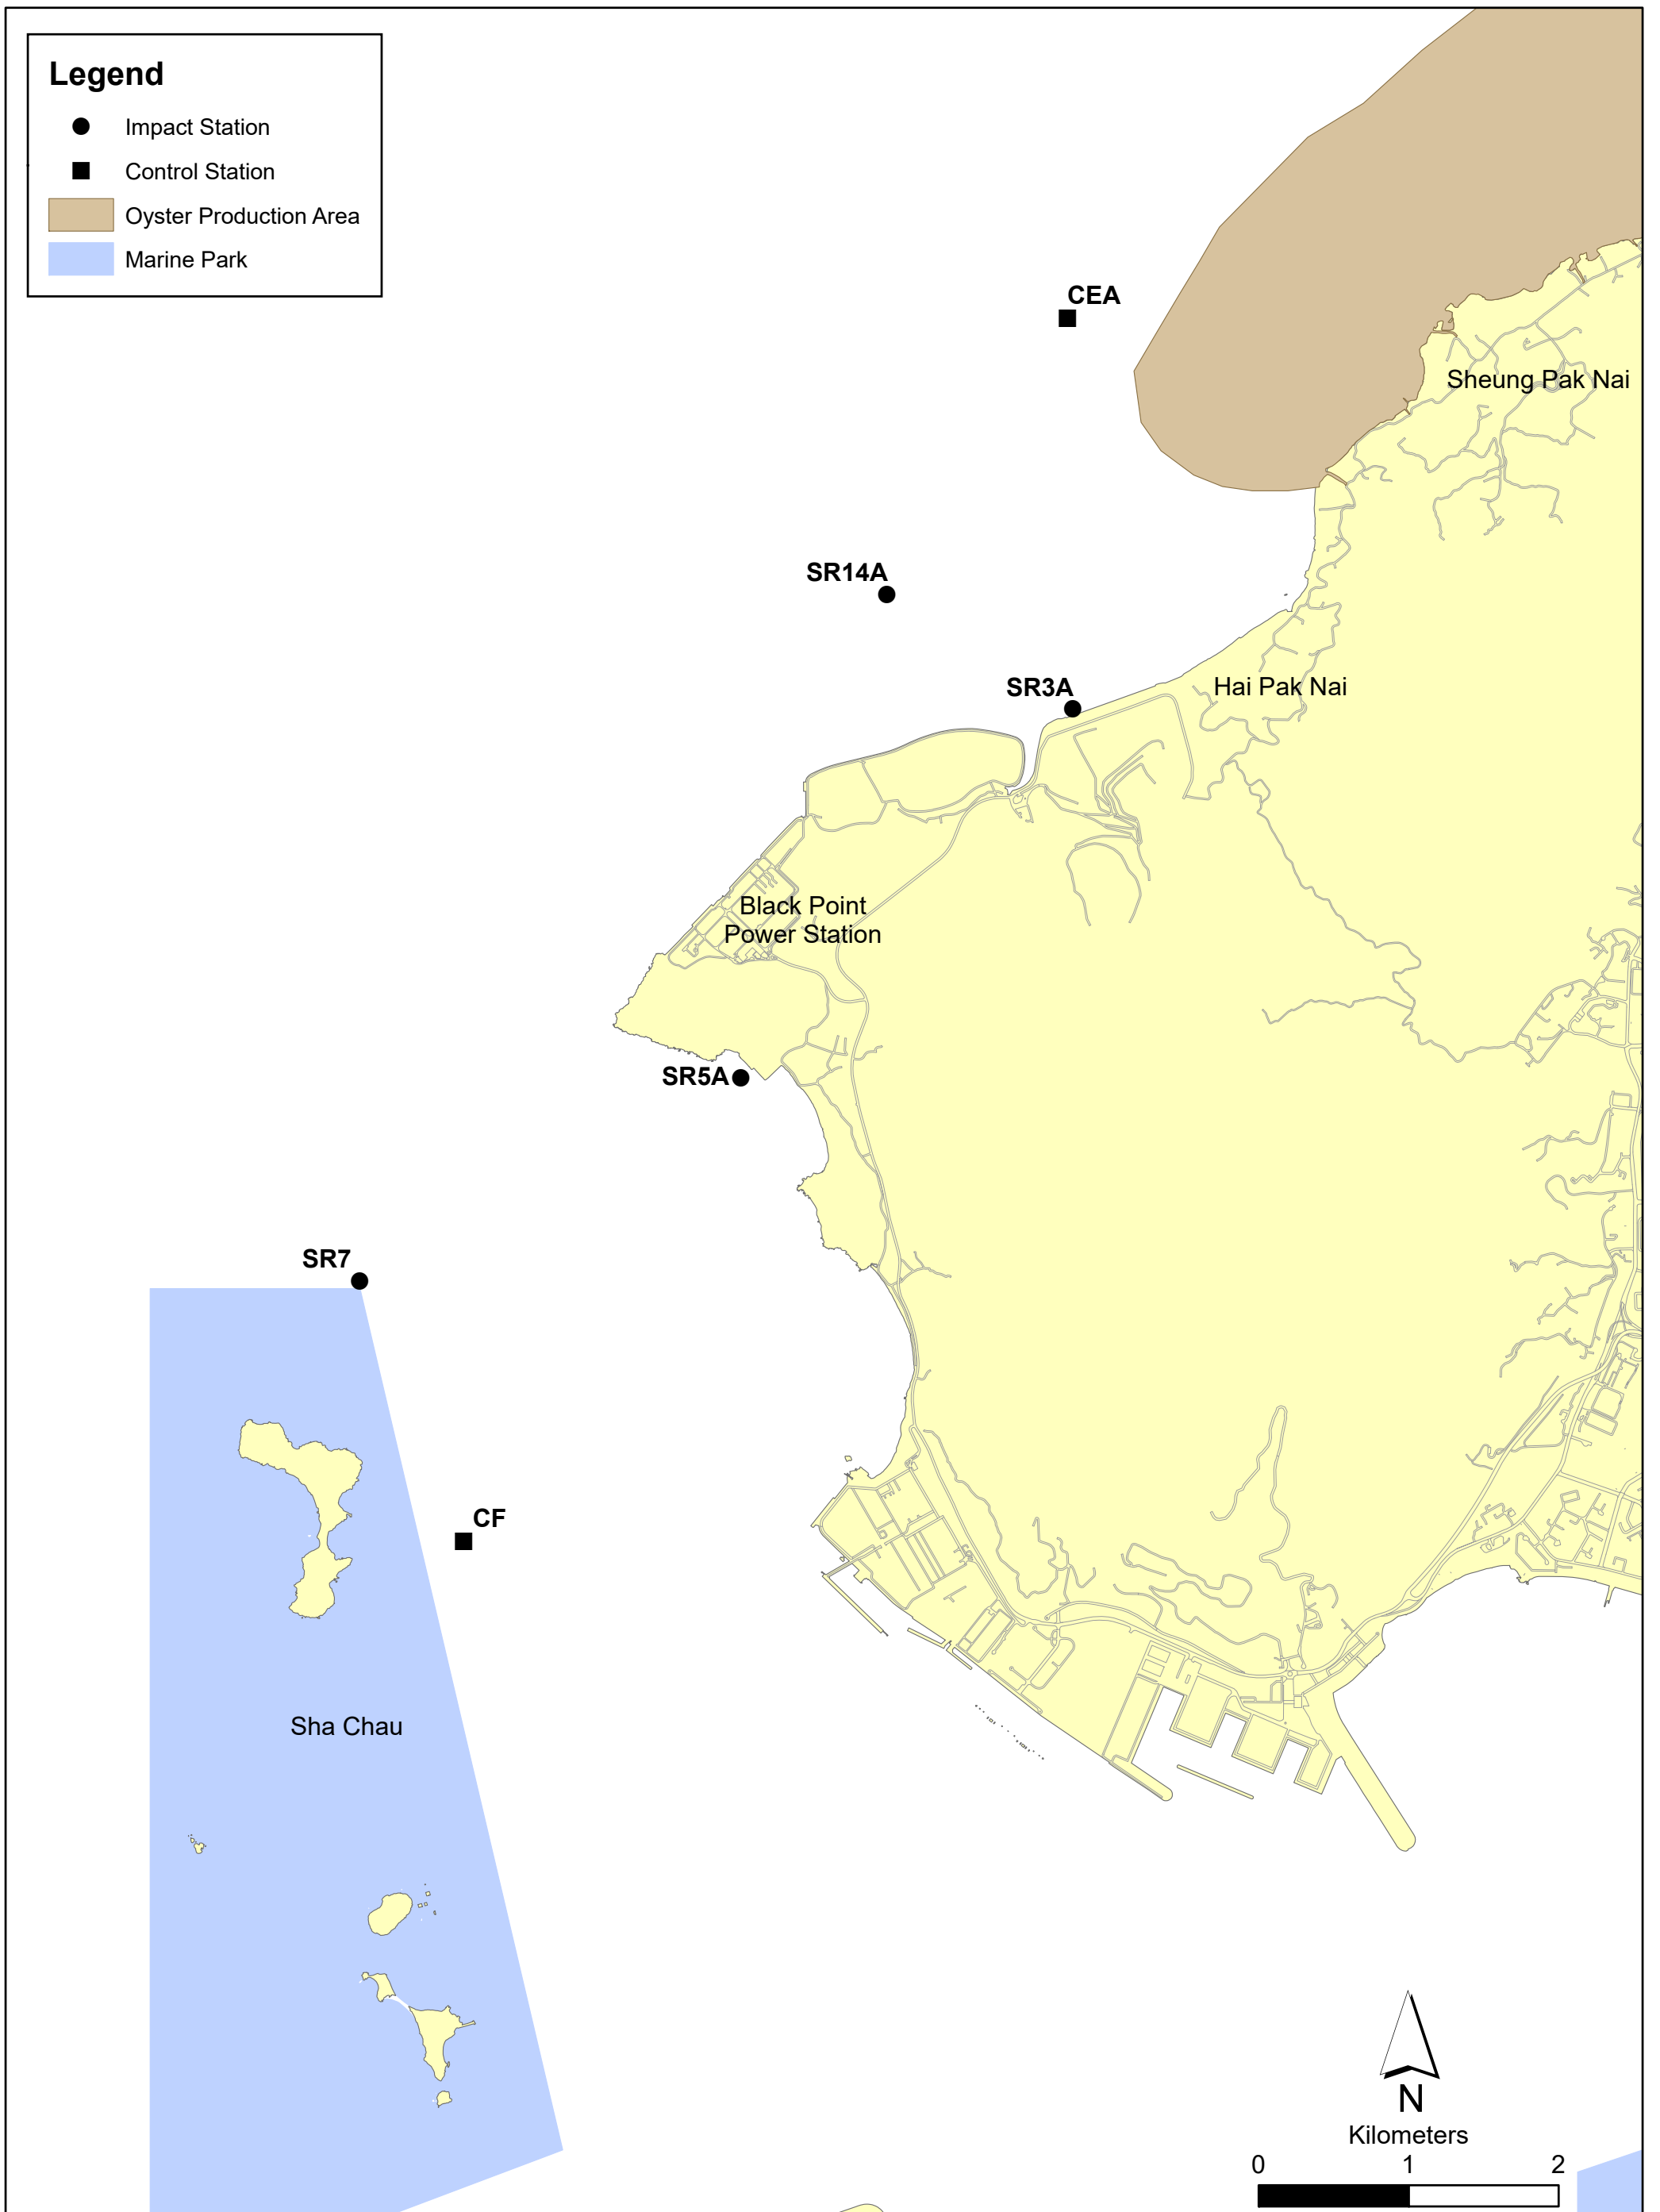 Legend
Impact Station
Control Station
Oyster Production Area
Marine Park
CEA
Sheung Pak Nai
SR14A
SR3A
Hai Pak Nai
Black Point
Power Station
SR5A
SR7
CF
Sha Chau
N
Kilometers
0 1 2